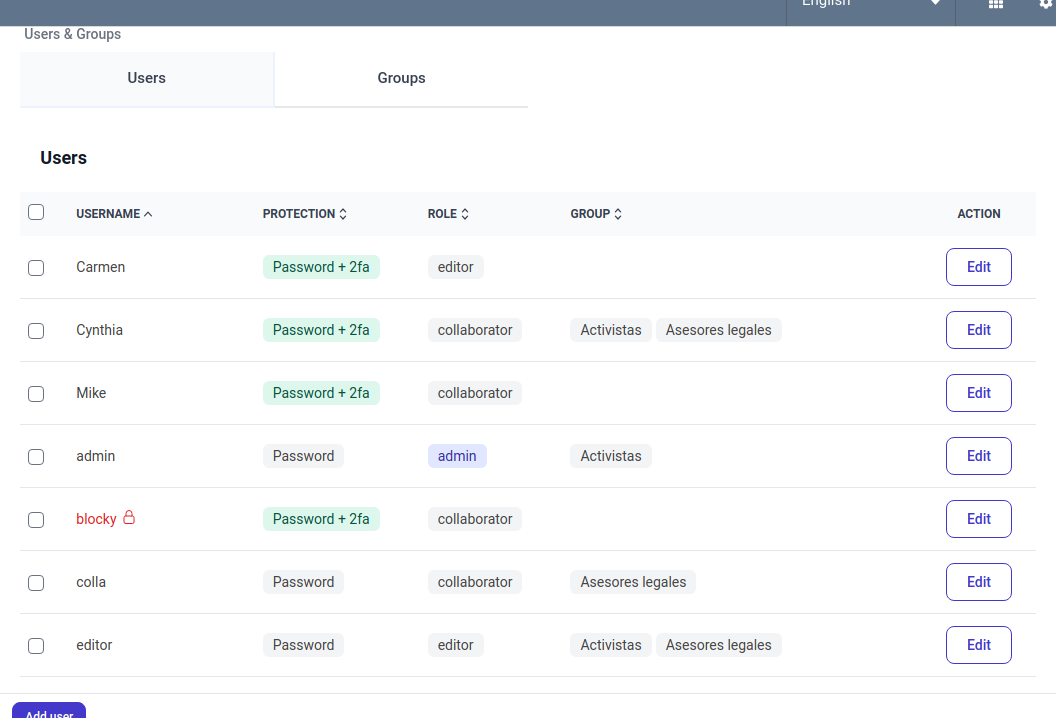 English
Users & Groups
Users Groups
Users
USERNAME PROTECTION ROLE GROUP ACTION
Carmen Password + 2fa editor Edit
Cynthia Password + 2fa collaborator Activistas Asesores legales Edit
Mike Password + 2fa collaborator Edit
admin Password admin Activistas Edit
blocky Password + 2fa collaborator Edit
colla Password collaborator Asesores legales Edit
editor Password editor Activistas Asesores legales Edit
Add user